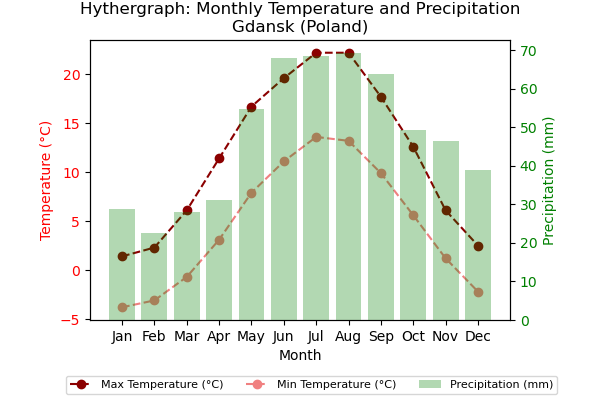 Hythergraph: Monthly Temperature and Precipitation
Gdansk (Poland)
Temperature (°C)
20
15
10
5
0
−5
70
60
50
40
30
20
10
0
Precipitation (mm)
Jan Feb Mar Apr May Jun Jul Aug Sep Oct Nov Dec
Month
Max Temperature (°C) Min Temperature (°C) Precipitation (mm)